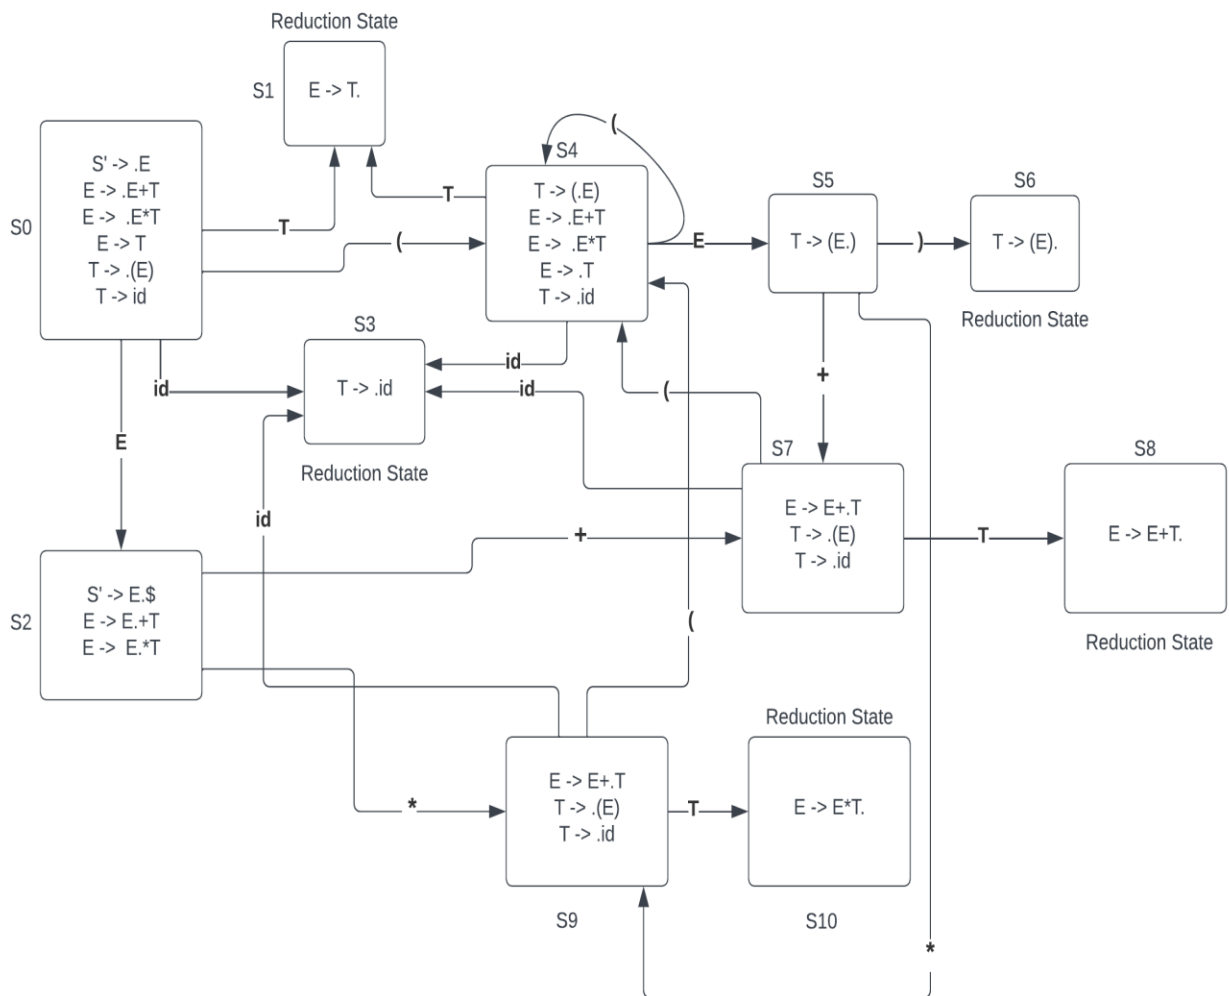 Reduction State
S1
E -> T.
S0
S' -> .E
E -> .E+T
E -> .E*T
E -> T
T -> .(E)
T -> id
T
(
T
(
S4
T -> (.E)
E -> .E+T
E -> .E*T
E -> .T
T -> .id
E
S5
T -> (E.)
)
S6
T -> (E).
Reduction State
S3
T -> .id
Reduction State
id
id
id
(
+
E
id
S7
E -> E+.T
T -> .(E)
T -> .id
T
S8
E -> E+T.
Reduction State
S2
S' -> E.$
E -> E.+T
E -> E.*T
+
(
*
E -> E+.T
T -> .(E)
T -> .id
S9
T
Reduction State
E -> E*T.
S10
*